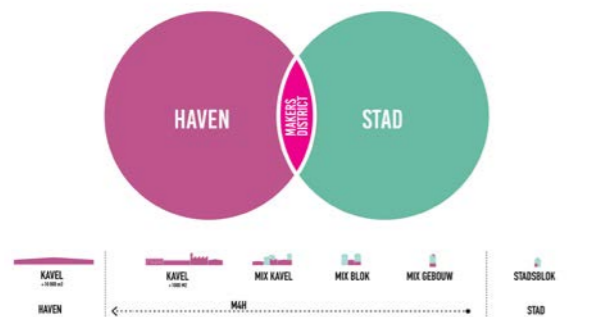 HAVEN
MAKERS
DISTRICT
STAD
KAVEL
MIX KAVEL
MIX BLOK
MIX GEBOUW
STADSBLOK
KAVEL
HAVEN
M4H
STAD